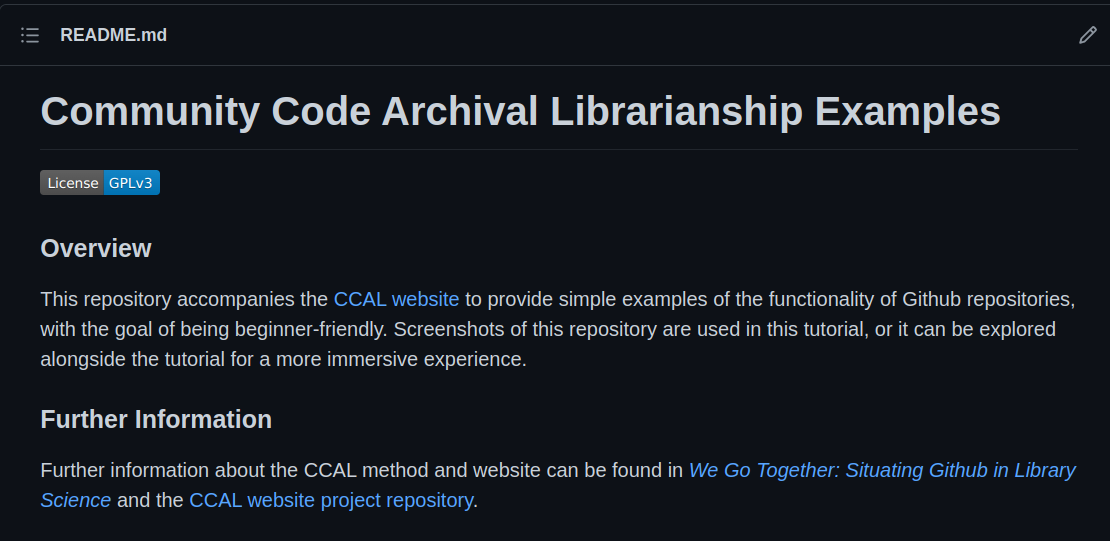 README.md
Community Code Archival Librarianship Examples
License GPLv3
Overview
This repository accompanies the CCAL website to provide simple examples of the functionality of Github repositories,
with the goal of being beginner-friendly. Screenshots of this repository are used in this tutorial, or it can be explored
alongside the tutorial for a more immersive experience.
Further Information
Further information about the CCAL method and website can be found in We Go Together: Situating Github in Library
Science and the CCAL website project repository.